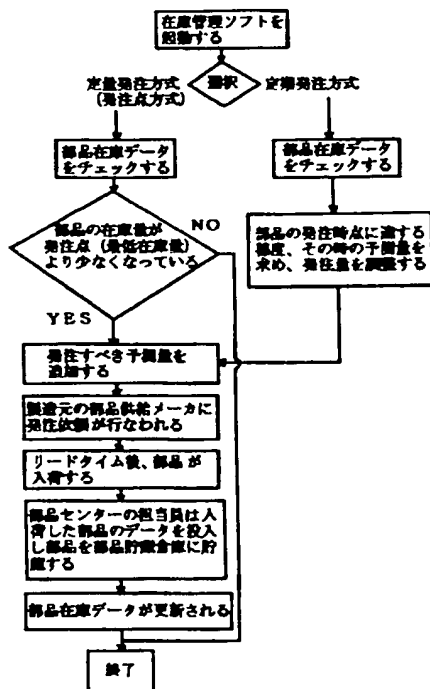 在庫管理ソフトを
起動する
選択
定量発注方式
(発注点方式)
定期発注方式
部品在庫データ
をチェックする
部品在庫データ
をチェックする
部品の在庫量が
発注点(最低在庫量)
より少なくなっている
NO
YES
部品の発注時点に達する
都度、その時の予測量を
求め、発注量を調整する
発注すべき予測量を
追加する
製造元の部品供給メーカに
発注依頼が行なわれる
リードタイム後、部品が
入荷する
部品センターの担当員は入
荷した部品のデータを投入
し部品を部品貯蔵倉庫に貯
蔵する
部品在庫データが更新される
終了